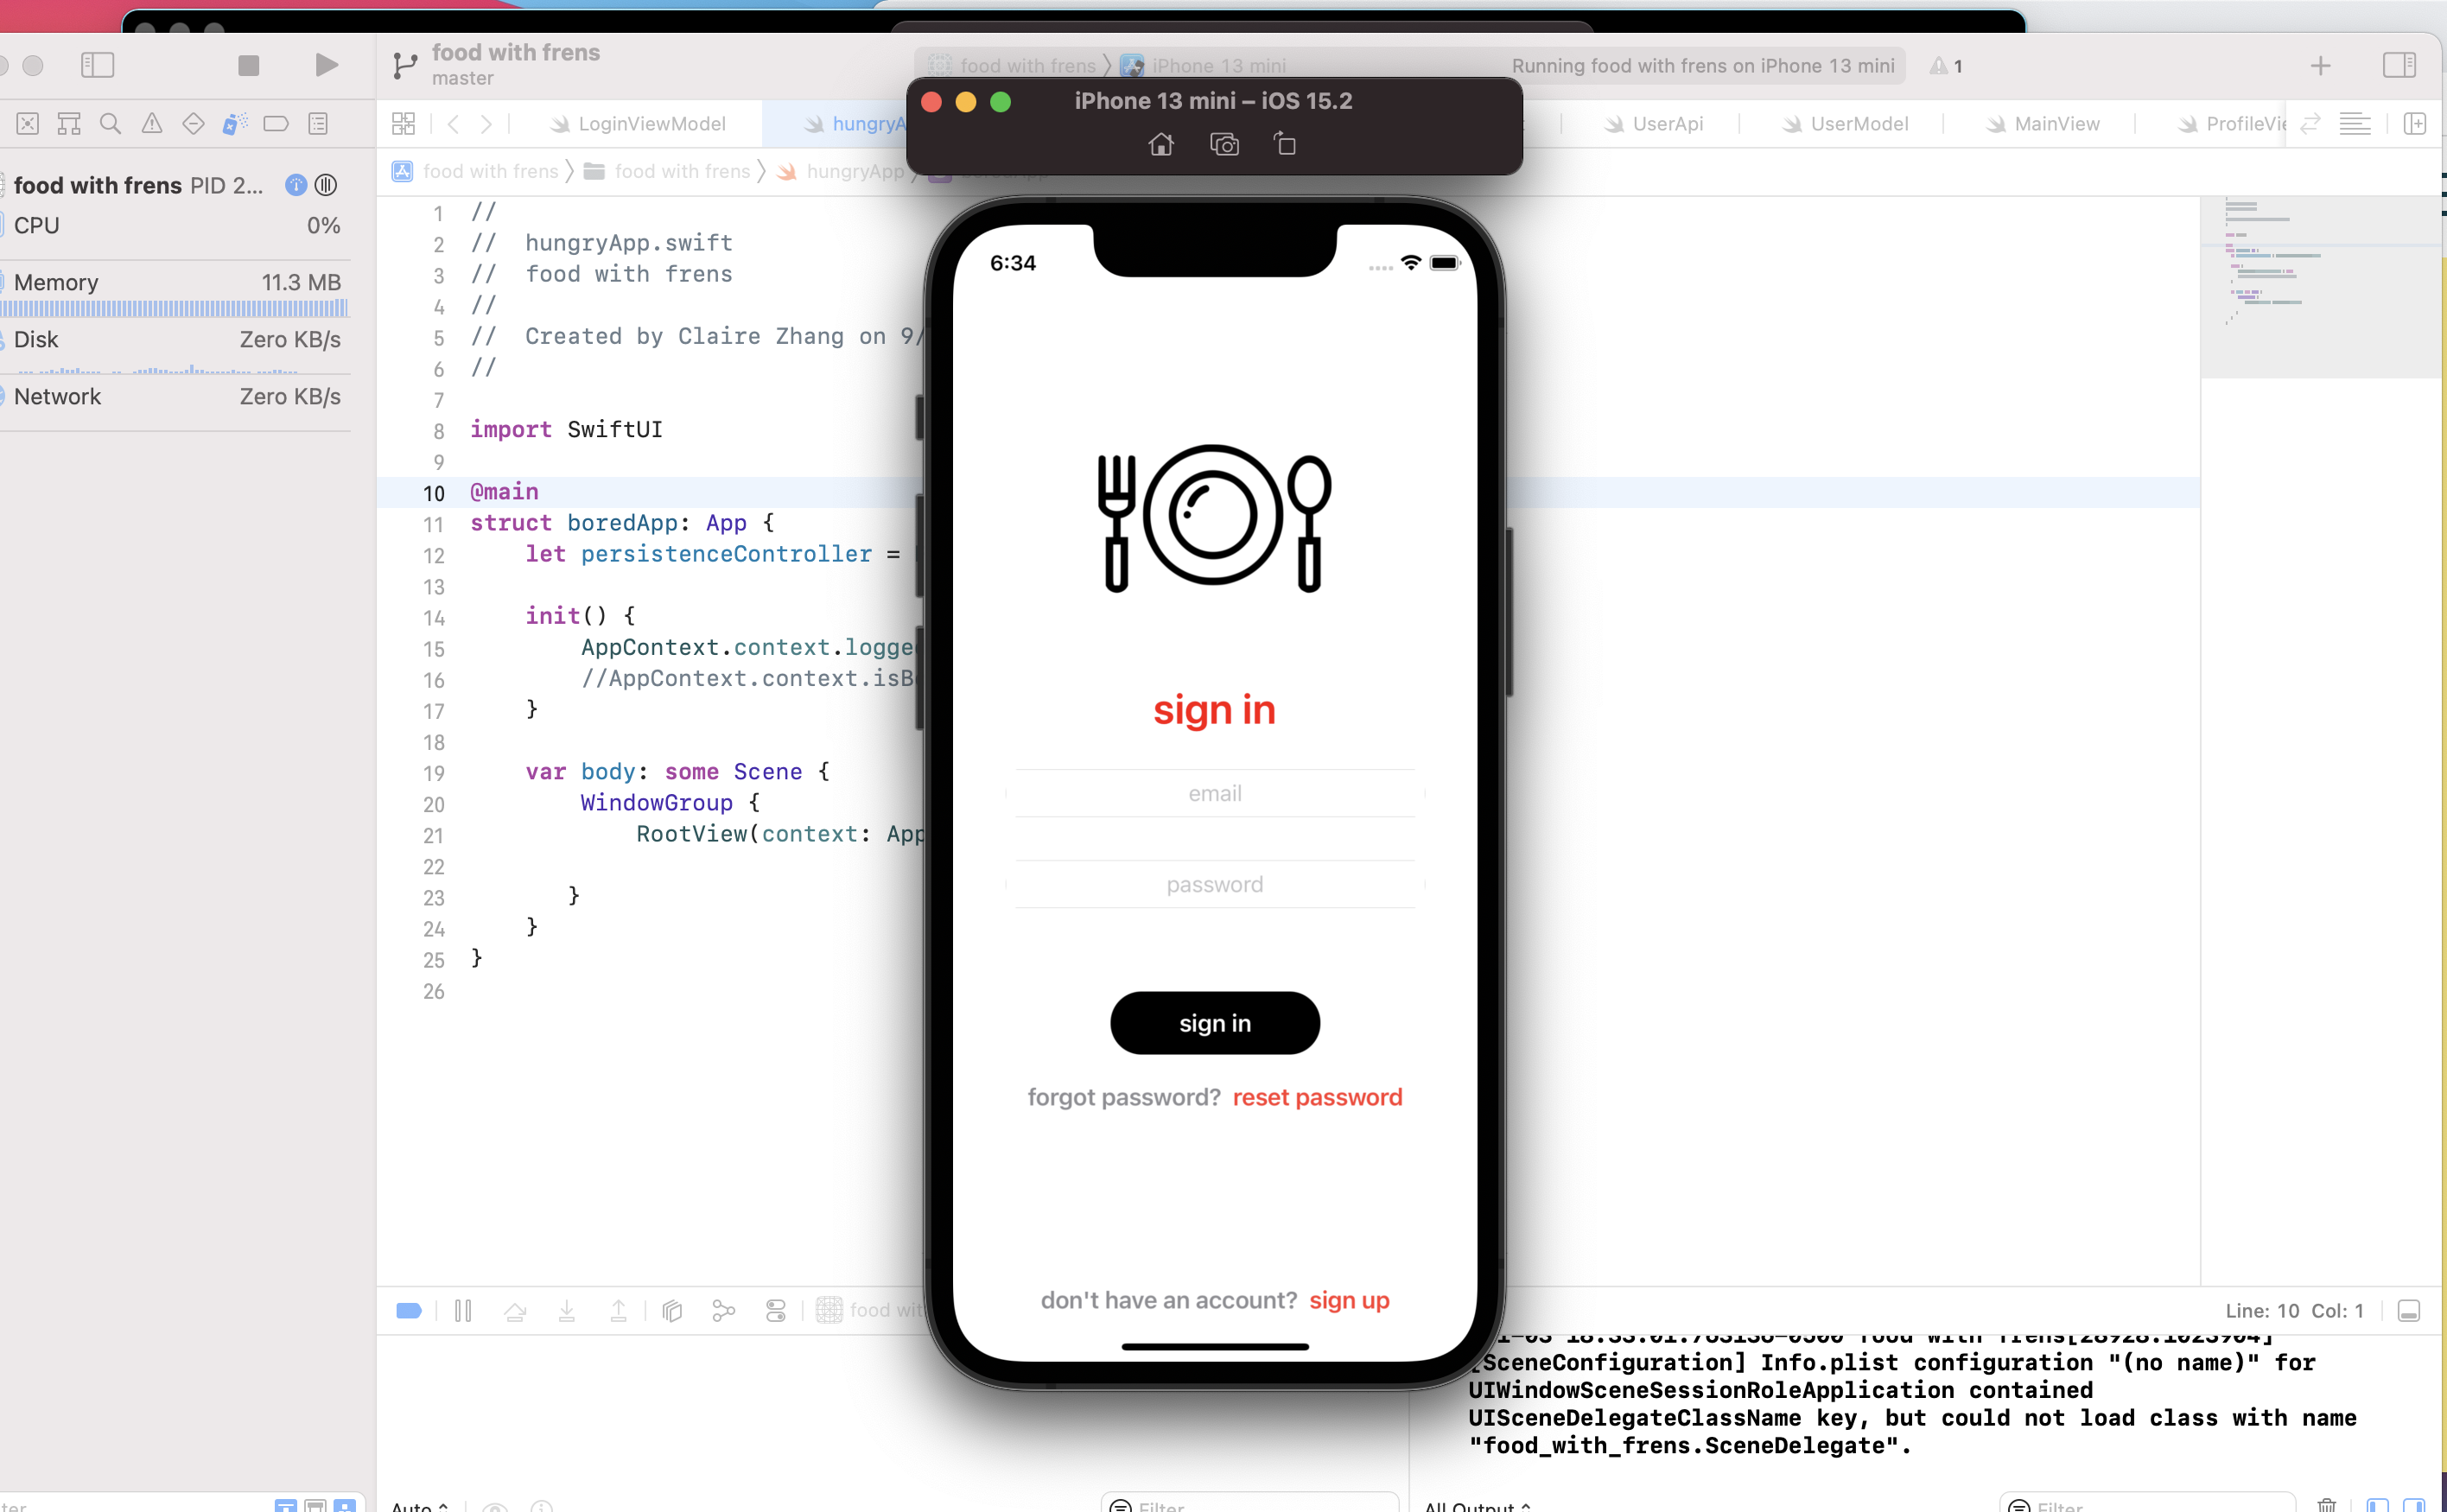 food with frens
master
food with frens
iPhone 13 mini
Running food with frens on iPhone 13 mini
1
iPhone 13 mini – iOS 15.2
LoginViewModel
hungryA
UserApi
UserModel
MainView
ProfileVie
food with frens
food with frens
hungryApp
food with frens PID 2...
CPU 0%
Memory 11.3 MB
Disk Zero KB/s
Network Zero KB/s
1 //
2 //  hungryApp.swift
3 //  food with frens
4 //
5 //  Created by Claire Zhang on 9/
6 //
7
8 import SwiftUI
9
10 @main
11 struct boredApp: App {
12 let persistenceController =
13
14 init() {
15 AppContext.context.logge
16 //AppContext.context.isB
17 }
18
19 var body: some Scene {
20 WindowGroup {
21 RootView(context: App
22
23 }
24 }
25 }
26
6:34
sign in
email
password
sign in
forgot password? reset password
don't have an account? sign up
food wit
Line: 10 Col: 1
food with frens[28928:1023904]
[SceneConfiguration] Info.plist configuration "(no name)" for
UIWindowSceneSessionRoleApplication contained
UISceneDelegateClassName key, but could not load class with name
"food_with_frens.SceneDelegate".
Auto
Filter
All Output
Filter